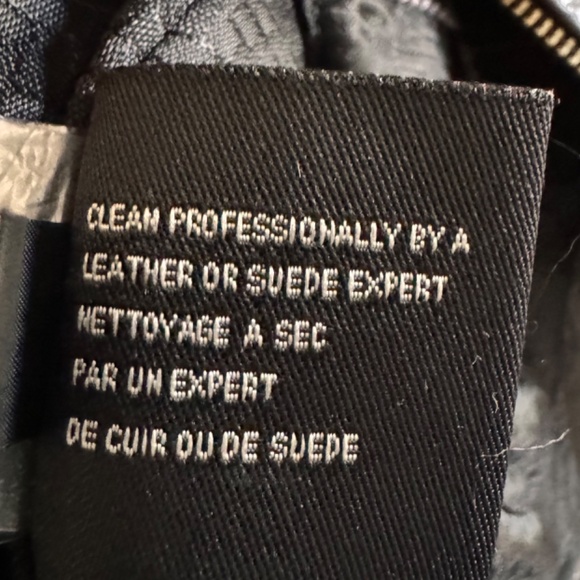 CLEAN PROFESSIONALLY BY A
LEATHER OR SUEDE EXPERT
NETTOYAGE A SEC
PAR UN EXPERT
DE CUIR OU DE SUEDE